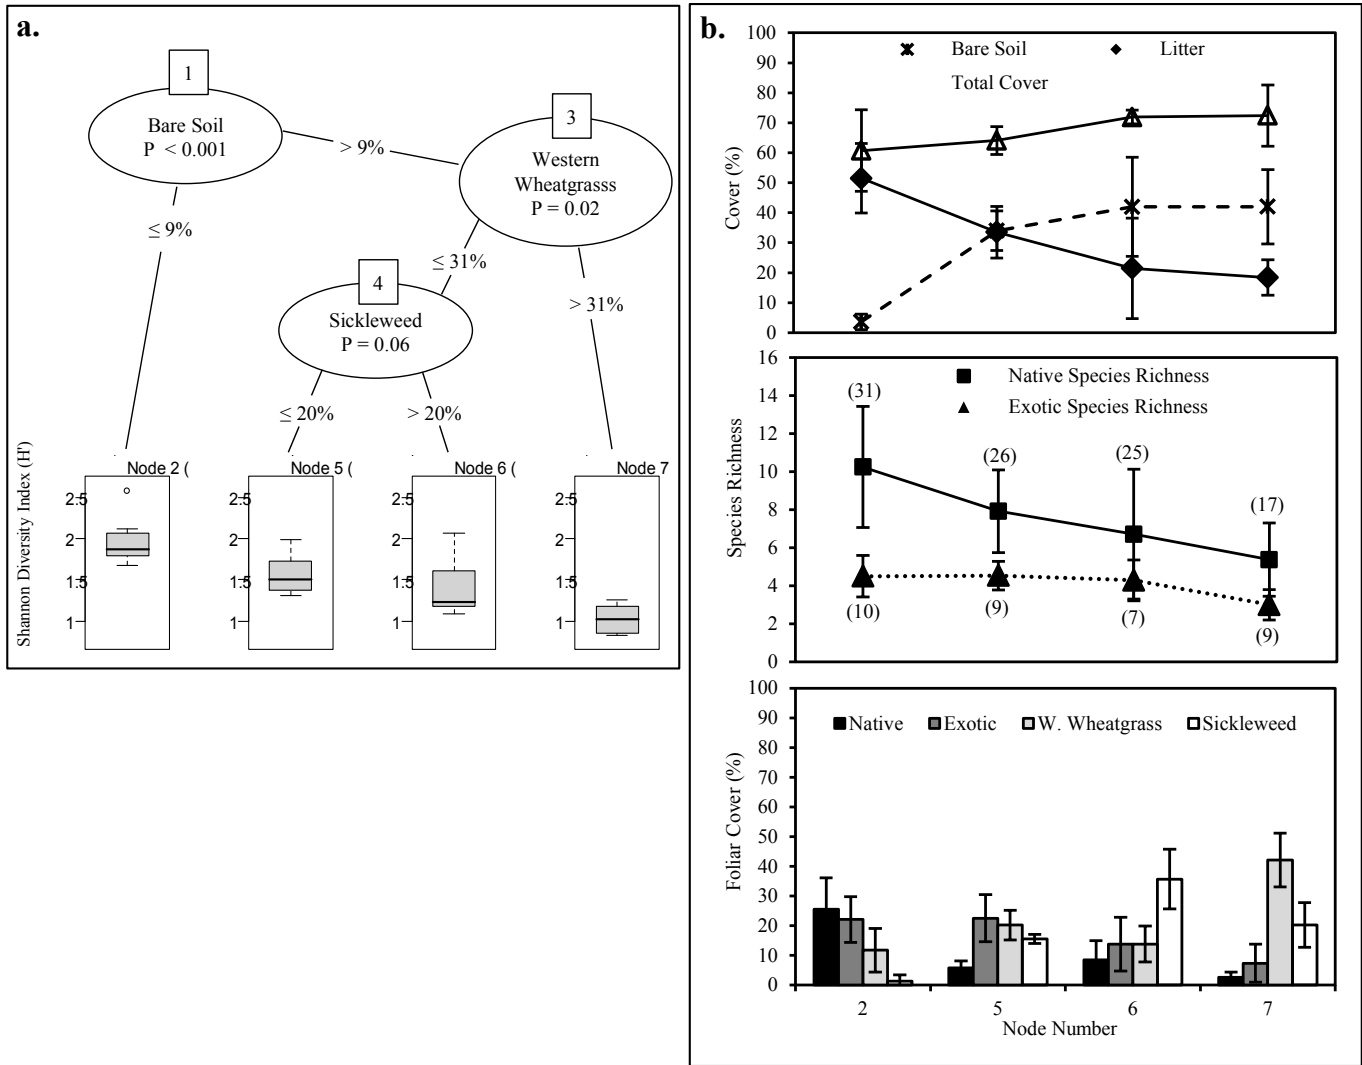 a.
1
Bare Soil
P < 0.001
3
Western
Wheatgrasss
P = 0.02
> 9%
≤ 9%
≤ 31%
> 31%
4
Sickleweed
P = 0.06
≤ 20%
> 20%
Shannon Diversity Index (H')
Node 2 (
Node 5 (
Node 6 (
Node 7
2.5
2
1.5
1
2.5
2
1.5
1
2.5
2
1.5
1
2.5
2
1.5
1
b.
Bare Soil
Litter
Total Cover
Cover (%)
100
90
80
70
60
50
40
30
20
10
0
Native Species Richness
Exotic Species Richness
Species Richness
16
14
12
10
8
6
4
2
0
(31)
(26)
(25)
(17)
(10)
(9)
(7)
(9)
Native
Exotic
W. Wheatgrass
Sickleweed
Foliar Cover (%)
100
90
80
70
60
50
40
30
20
10
0
2
5
6
7
Node Number